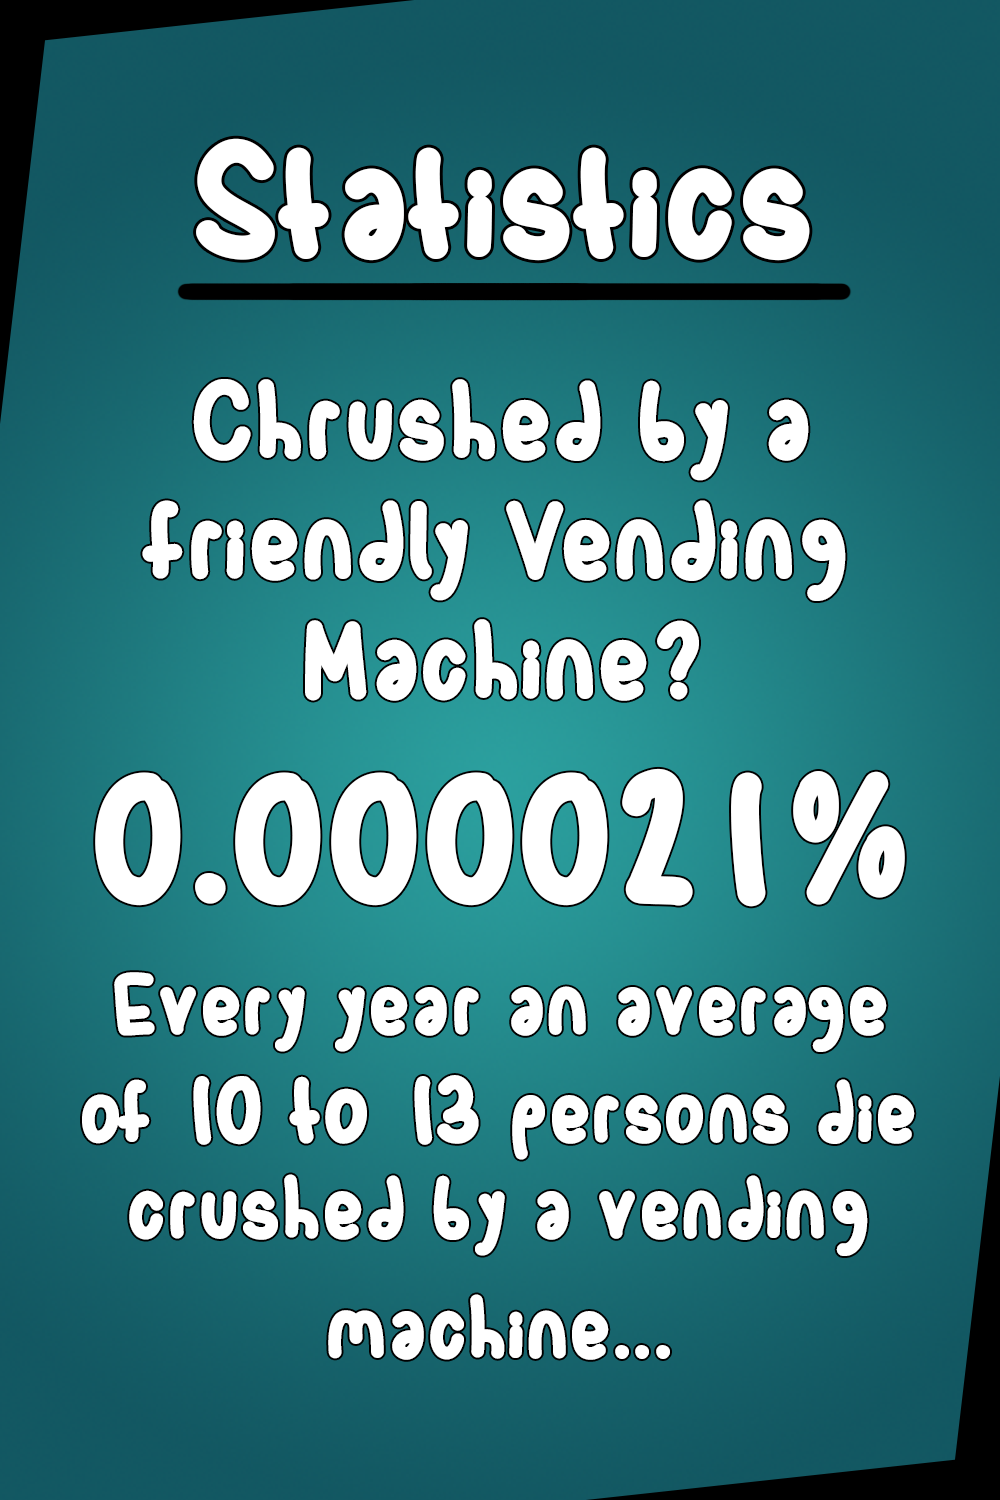 Statistics
Chrushed by a
friendly Vending
Machine?
0.000021%
Every year an average
of 10 to 13 persons die
crushed by a vending
machine...